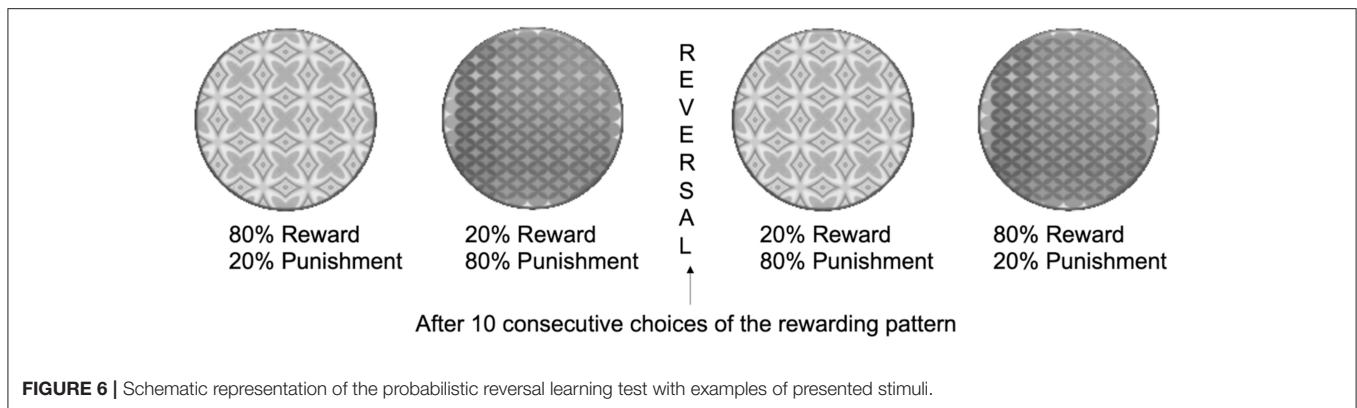 80% Reward
20% Punishment
20% Reward
80% Punishment
R
E
V
E
R
S
A
L
20% Reward
80% Punishment
80% Reward
20% Punishment
After 10 consecutive choices of the rewarding pattern
FIGURE 6 | Schematic representation of the probabilistic reversal learning test with examples of presented stimuli.